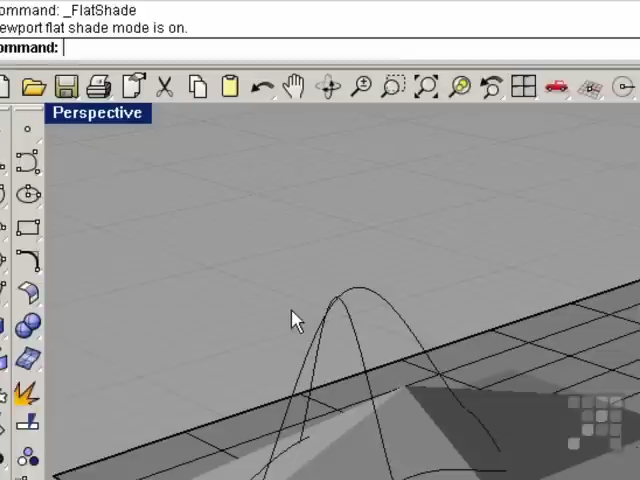 ommand: _FlatShade
ewport flat shade mode is on.
ommand:
Perspective